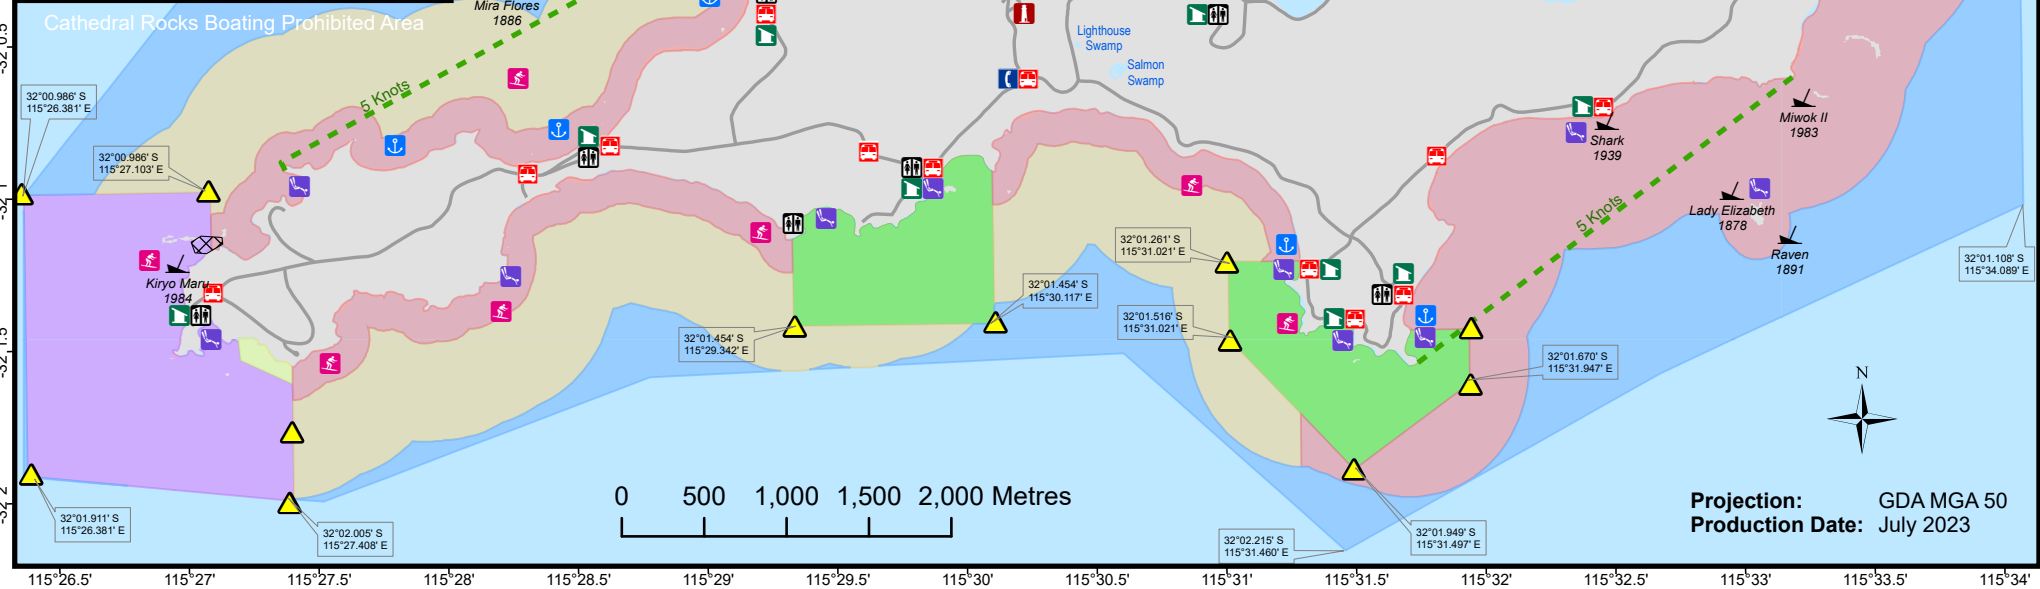 Mira Flores
1886
Cathedral Rocks Boating Prohibited Area
5 Knots
Lighthouse
Swamp
Salmon
Swamp
32°00.986' S
115°26.381' E
32°00.986' S
115°27.103' E
Kiryo Maru
1984
Shark
1939
Miwok II
1983
Lady Elizabeth
1878
Raven
1891
5 Knots
32°01.108' S
115°34.089' E
32°01.261' S
115°31.021' E
32°01.454' S
115°30.117' E
32°01.454' S
115°29.342' E
32°01.516' S
115°31.021' E
32°01.670' S
115°31.947' E
32°01.911' S
115°26.381' E
32°02.005' S
115°27.408' E
32°02.215' S
115°31.460' E
32°01.949' S
115°31.497' E
N
0 500 1,000 1,500 2,000 Metres
Projection: GDA MGA 50
Production Date: July 2023
115°26.5' 115°27' 115°27.5' 115°28' 115°28.5' 115°29' 115°29.5' 115°30' 115°30.5' 115°31' 115°31.5' 115°32' 115°32.5' 115°33' 115°33.5' 115°34'